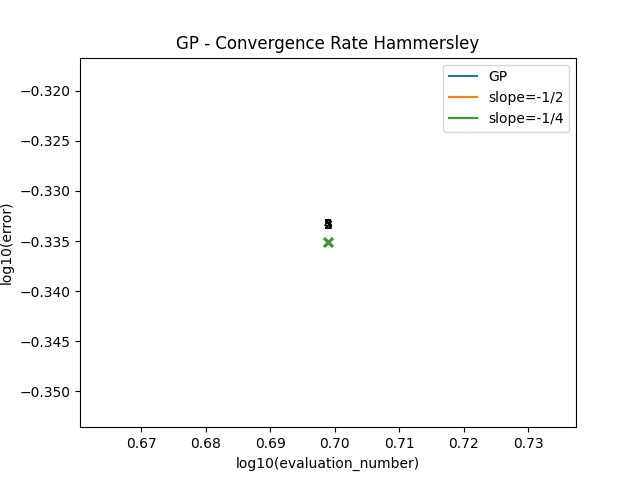 GP - Convergence Rate Hammersley
GP
slope=-1/2
slope=-1/4
−0.320
−0.325
−0.330
−0.335
−0.340
−0.345
−0.350
log10(error)
0.67
0.68
0.69
0.70
0.71
0.72
0.73
log10(evaluation_number)